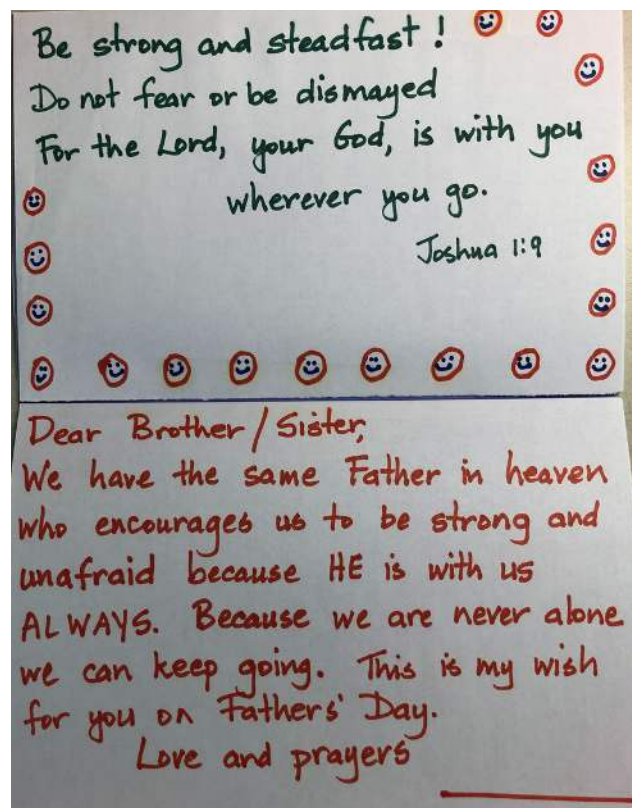 Be strong and steadfast!
Do not fear or be dismayed
For the Lord, your God, is with you
wherever you go.
Joshua 1:9
Dear Brother/Sister,
We have the same Father in heaven
who encourages us to be strong and
unafraid because HE is with us
ALWAYS. Because we are never alone
we can keep going. This is my wish
for you on Fathers' Day.
Love and prayers